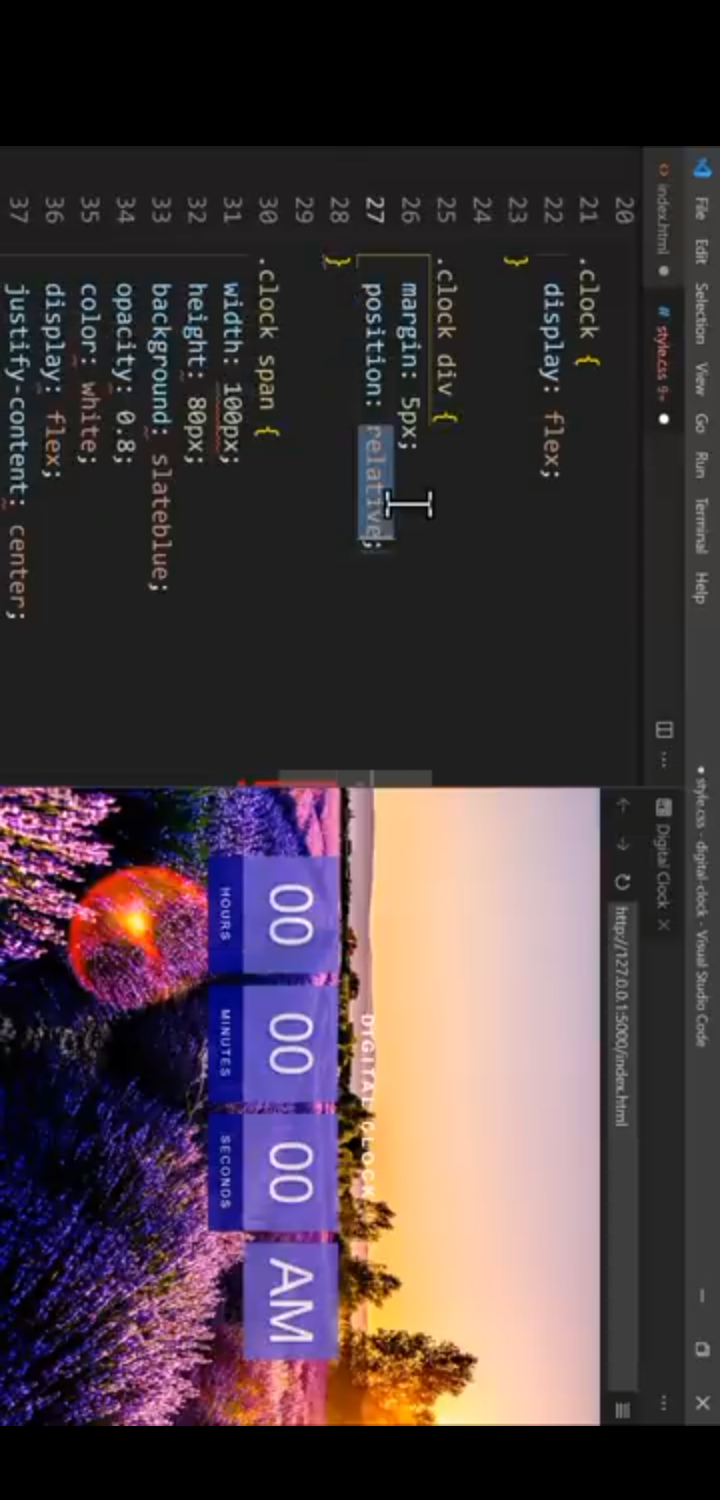 File Edit Selection View Go Run Terminal Help
● style.css - digital-clock - Visual Studio Code
<> index.html ●
# style.css 9+ ●
Digital Clock ×
http://127.0.0.1:5000/index.html
20
21 .clock {
22 display: flex;
23 }
24
25 .clock div {
26 margin: 5px;
27 position: relative;
28 }
29
30 .clock span {
31 width: 100px;
32 height: 80px;
33 background: slateblue;
34 opacity: 0.8;
35 color: white;
36 display: flex;
37 justify-content: center;
DIGITAL CLOCK
00 00 00 AM
HOURS MINUTES SECONDS